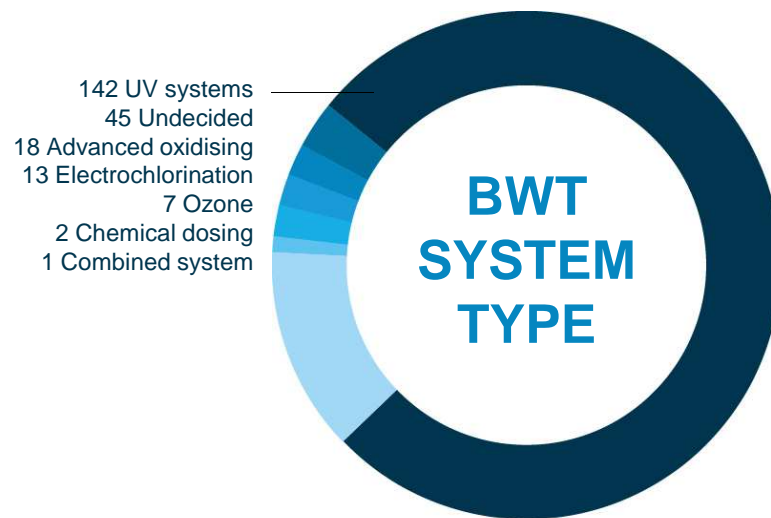 142 UV systems
45 Undecided
18 Advanced oxidising
13 Electrochlorination
7 Ozone
2 Chemical dosing
1 Combined system
BWT
SYSTEM
TYPE